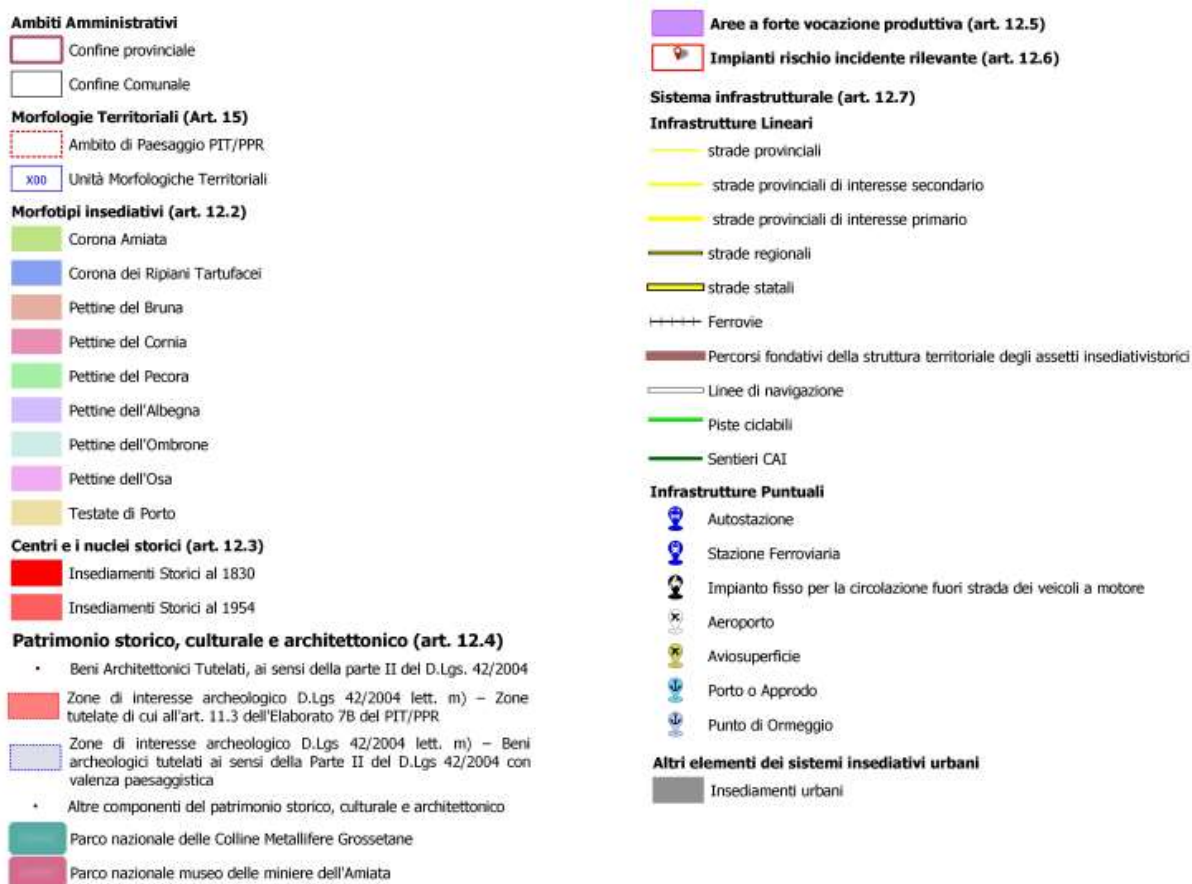 Ambiti Amministrativi
Confine provinciale
Confine Comunale
Morfologie Territoriali (Art. 15)
Ambito di Paesaggio PIT/PPR
X00 Unità Morfologiche Territoriali
Morfotipi insediativi (art. 12.2)
Corona Amiata
Corona dei Ripiani Tartufacei
Pettine del Bruna
Pettine del Cornia
Pettine del Pecora
Pettine dell'Albegna
Pettine dell'Ombrone
Pettine dell'Osa
Testate di Porto
Centri e i nuclei storici (art. 12.3)
Insediamenti Storici al 1830
Insediamenti Storici al 1954
Patrimonio storico, culturale e architettonico (art. 12.4)
Beni Architettonici Tutelati, ai sensi della parte II del D.Lgs. 42/2004
Zone di interesse archeologico D.Lgs 42/2004 lett. m) – Zone
tutelate di cui all'art. 11.3 dell'Elaborato 7B del PIT/PPR
Zone di interesse archeologico D.Lgs 42/2004 lett. m) – Beni
archeologici tutelati ai sensi della Parte II del D.Lgs 42/2004 con
valenza paesaggistica
Altre componenti del patrimonio storico, culturale e architettonico
Parco nazionale delle Colline Metallifere Grossetane
Parco nazionale museo delle miniere dell'Amiata
Aree a forte vocazione produttiva (art. 12.5)
Impianti rischio incidente rilevante (art. 12.6)
Sistema infrastrutturale (art. 12.7)
Infrastrutture Lineari
strade provinciali
strade provinciali di interesse secondario
strade provinciali di interesse primario
strade regionali
strade statali
Ferrovie
Percorsi fondativi della struttura territoriale degli assetti insediativistorici
Linee di navigazione
Piste ciclabili
Sentieri CAI
Infrastrutture Puntuali
Autostazione
Stazione Ferroviaria
Impianto fisso per la circolazione fuori strada dei veicoli a motore
Aeroporto
Aviosuperficie
Porto o Approdo
Punto di Ormeggio
Altri elementi dei sistemi insediativi urbani
Insediamenti urbani